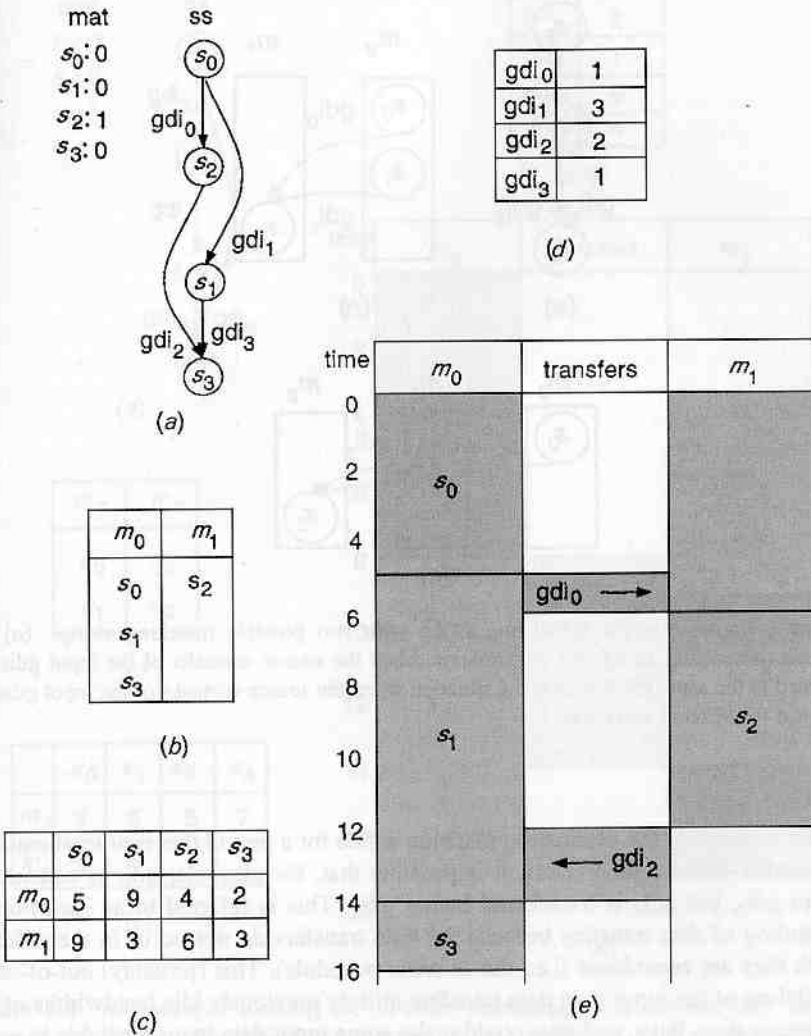 mat ss
s0: 0
s1: 0
s2: 1
s3: 0
s0
gdi0
s2
gdi1
s1
gdi2 gdi3
s3
(a)
gdi0 1
gdi1 3
gdi2 2
gdi3 1
(d)
m0 m1
s0 s2
s1
s3
(b)
s0 s1 s2 s3
m0 5 9 4 2
m1 9 3 6 3
(c)
time m0 transfers m1
0
2 s0
4
gdi0
6
8
10 s1 s2
12
gdi2
14
s3
16
(e)